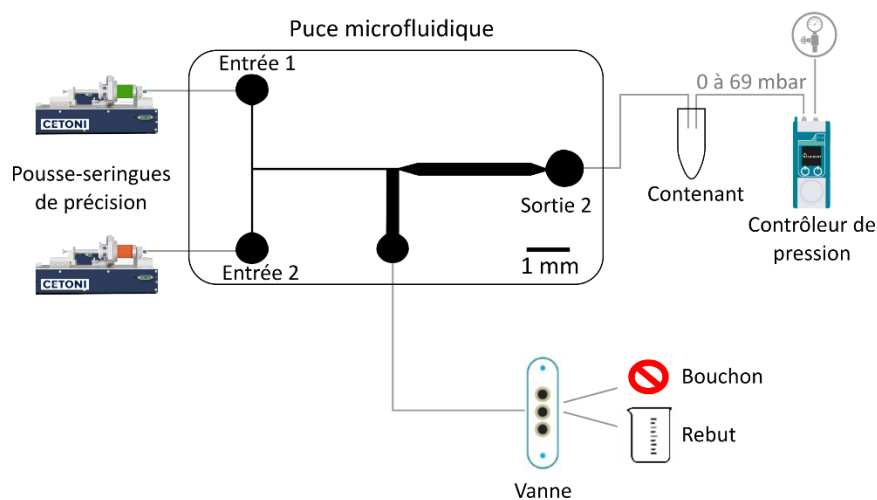 Puce microfluidique
Entrée 1
0 à 69 mbar
CETONI
Pousse-seringues
de précision
Sortie 2
Contenant
Contrôleur de
pression
1 mm
Entrée 2
CETONI
Bouchon
Rebut
Vanne